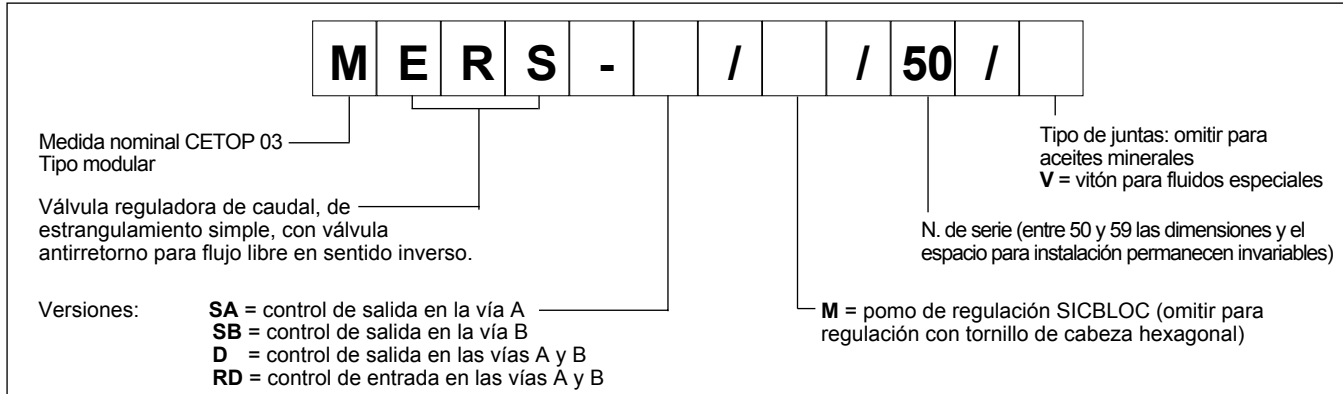 M E R S - / / 50 /
Medida nominal CETOP 03
Tipo modular
Válvula reguladora de caudal, de
estrangulamiento simple, con válvula
antirretorno para flujo libre en sentido inverso.
Versiones: SA = control de salida en la vía A
SB = control de salida en la vía B
D = control de salida en las vías A y B
RD = control de entrada en las vías A y B
Tipo de juntas: omitir para
aceites minerales
V = vitón para fluidos especiales
N. de serie (entre 50 y 59 las dimensiones y el
espacio para instalación permanecen invariables)
M = pomo de regulación SICBLOC (omitir para
regulación con tornillo de cabeza hexagonal)